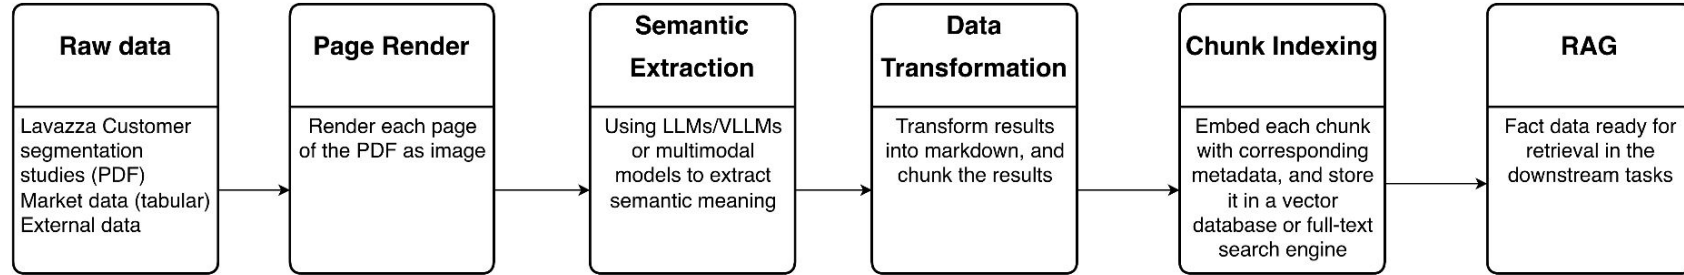 Raw data
Lavazza Customer
segmentation
studies (PDF)
Market data (tabular)
External data
Page Render
Render each page
of the PDF as image
Semantic
Extraction
Using LLMs/VLLMs
or multimodal
models to extract
semantic meaning
Data
Transformation
Transform results
into markdown, and
chunk the results
Chunk Indexing
Embed each chunk
with corresponding
metadata, and store
it in a vector
database or full-text
search engine
RAG
Fact data ready for
retrieval in the
downstream tasks